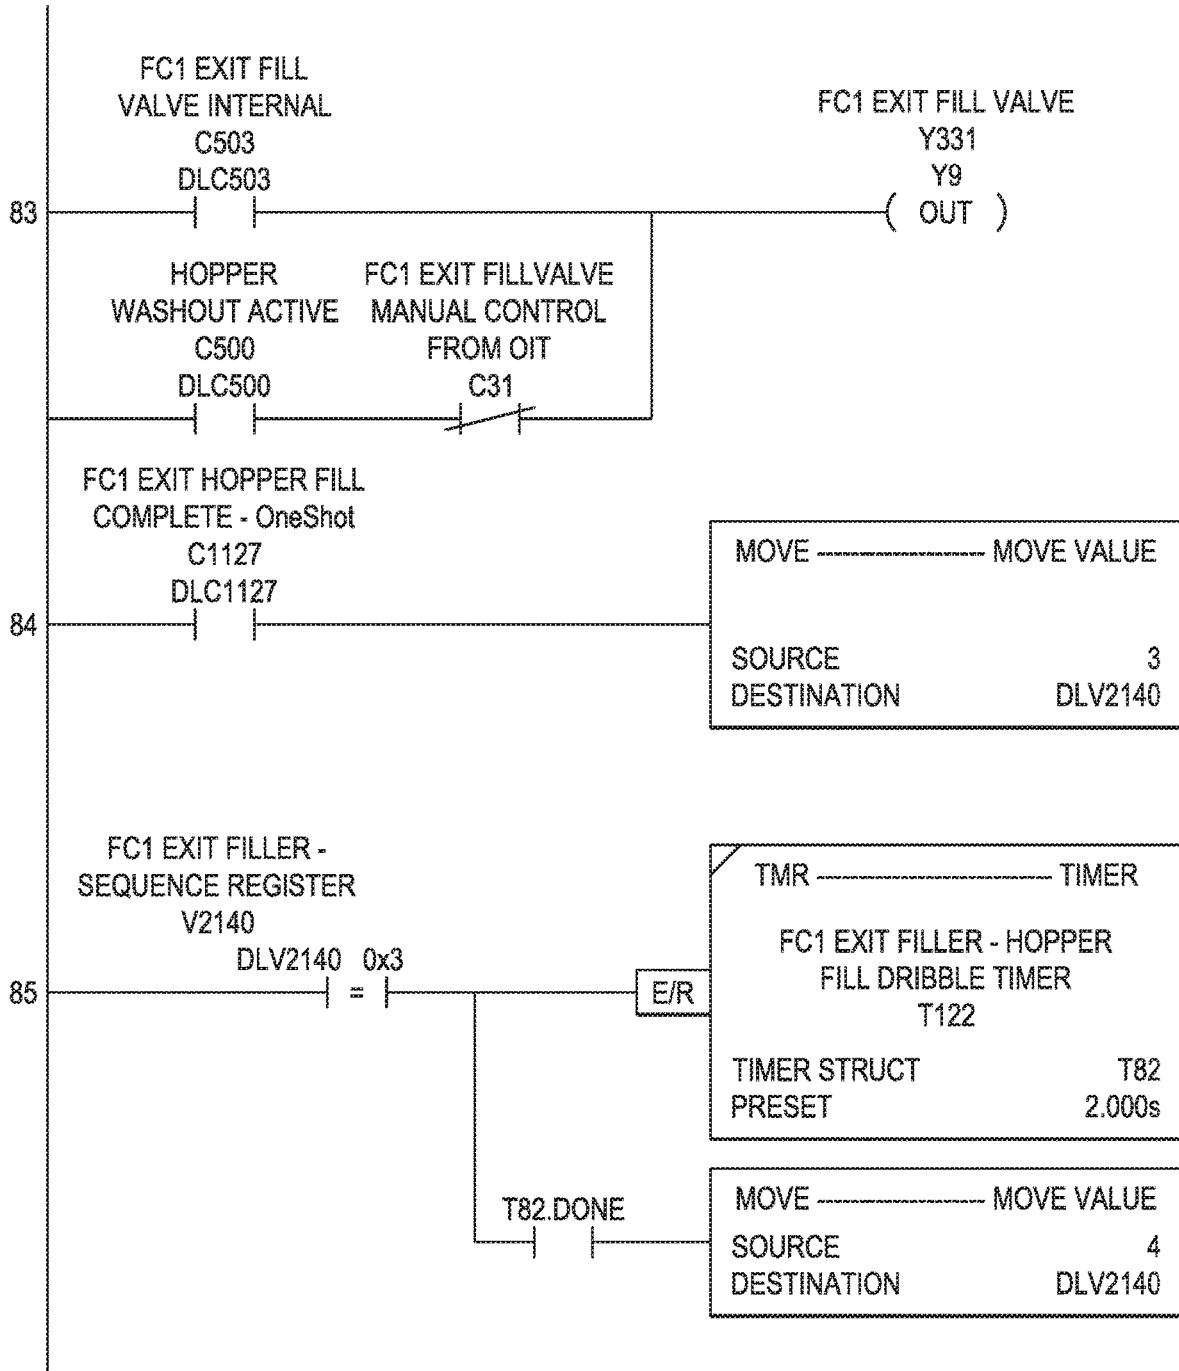 FC1 EXIT FILL
VALVE INTERNAL
C503
DLC503
FC1 EXIT FILL VALVE
Y331
Y9
83
( OUT )
HOPPER
WASHOUT ACTIVE
C500
DLC500
FC1 EXIT FILLVALVE
MANUAL CONTROL
FROM OIT
C31
FC1 EXIT HOPPER FILL
COMPLETE - OneShot
C1127
DLC1127
84
MOVE MOVE VALUE
SOURCE 3
DESTINATION DLV2140
FC1 EXIT FILLER -
SEQUENCE REGISTER
V2140
DLV2140 0x3
85
=
E/R
TMR TIMER
FC1 EXIT FILLER - HOPPER
FILL DRIBBLE TIMER
T122
TIMER STRUCT T82
PRESET 2.000s
T82.DONE
MOVE MOVE VALUE
SOURCE 4
DESTINATION DLV2140